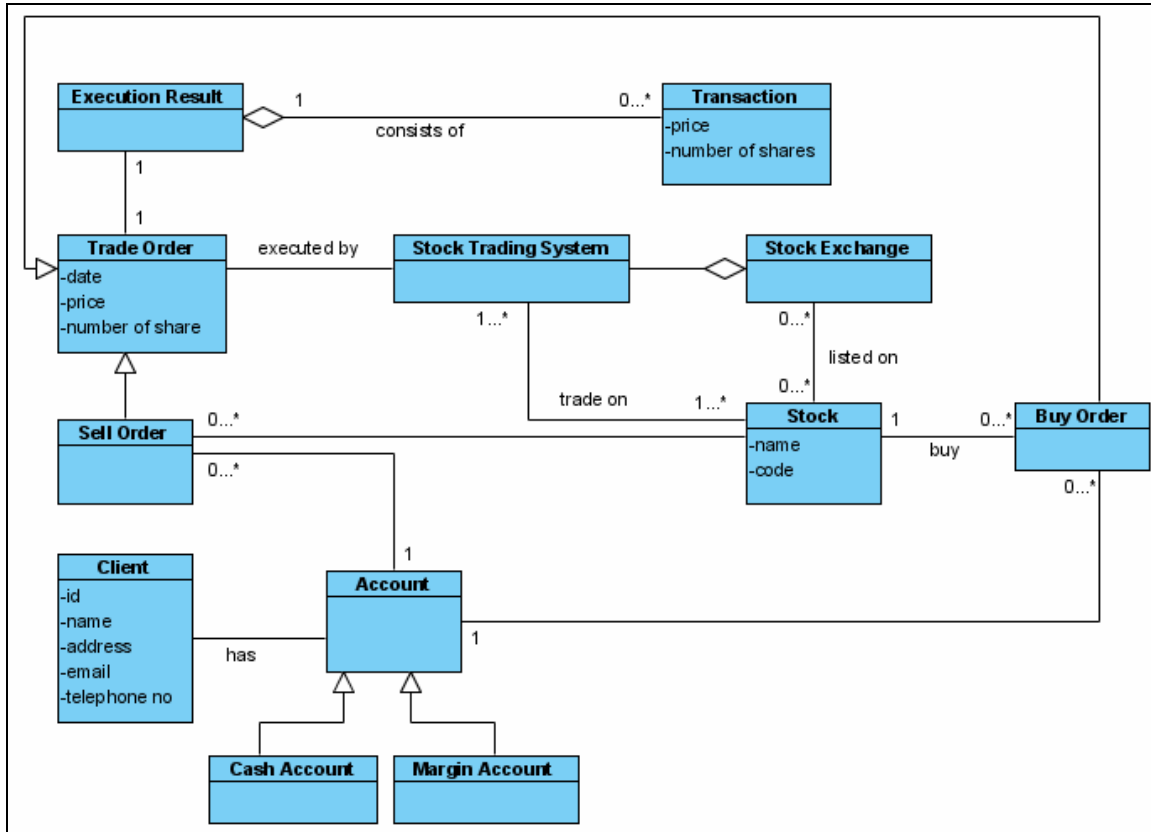 Execution Result
1
0...*
consists of
Transaction
-price
-number of shares
1
1
Trade Order
-date
-price
-number of share
executed by
Stock Trading System
Stock Exchange
1...*
0...*
listed on
trade on
1...*
0...*
Stock
-name
-code
1
0...*
buy
Buy Order
0...*
Sell Order
0...*
0...*
1
Client
-id
-name
-address
-email
-telephone no
has
Account
1
Cash Account
Margin Account